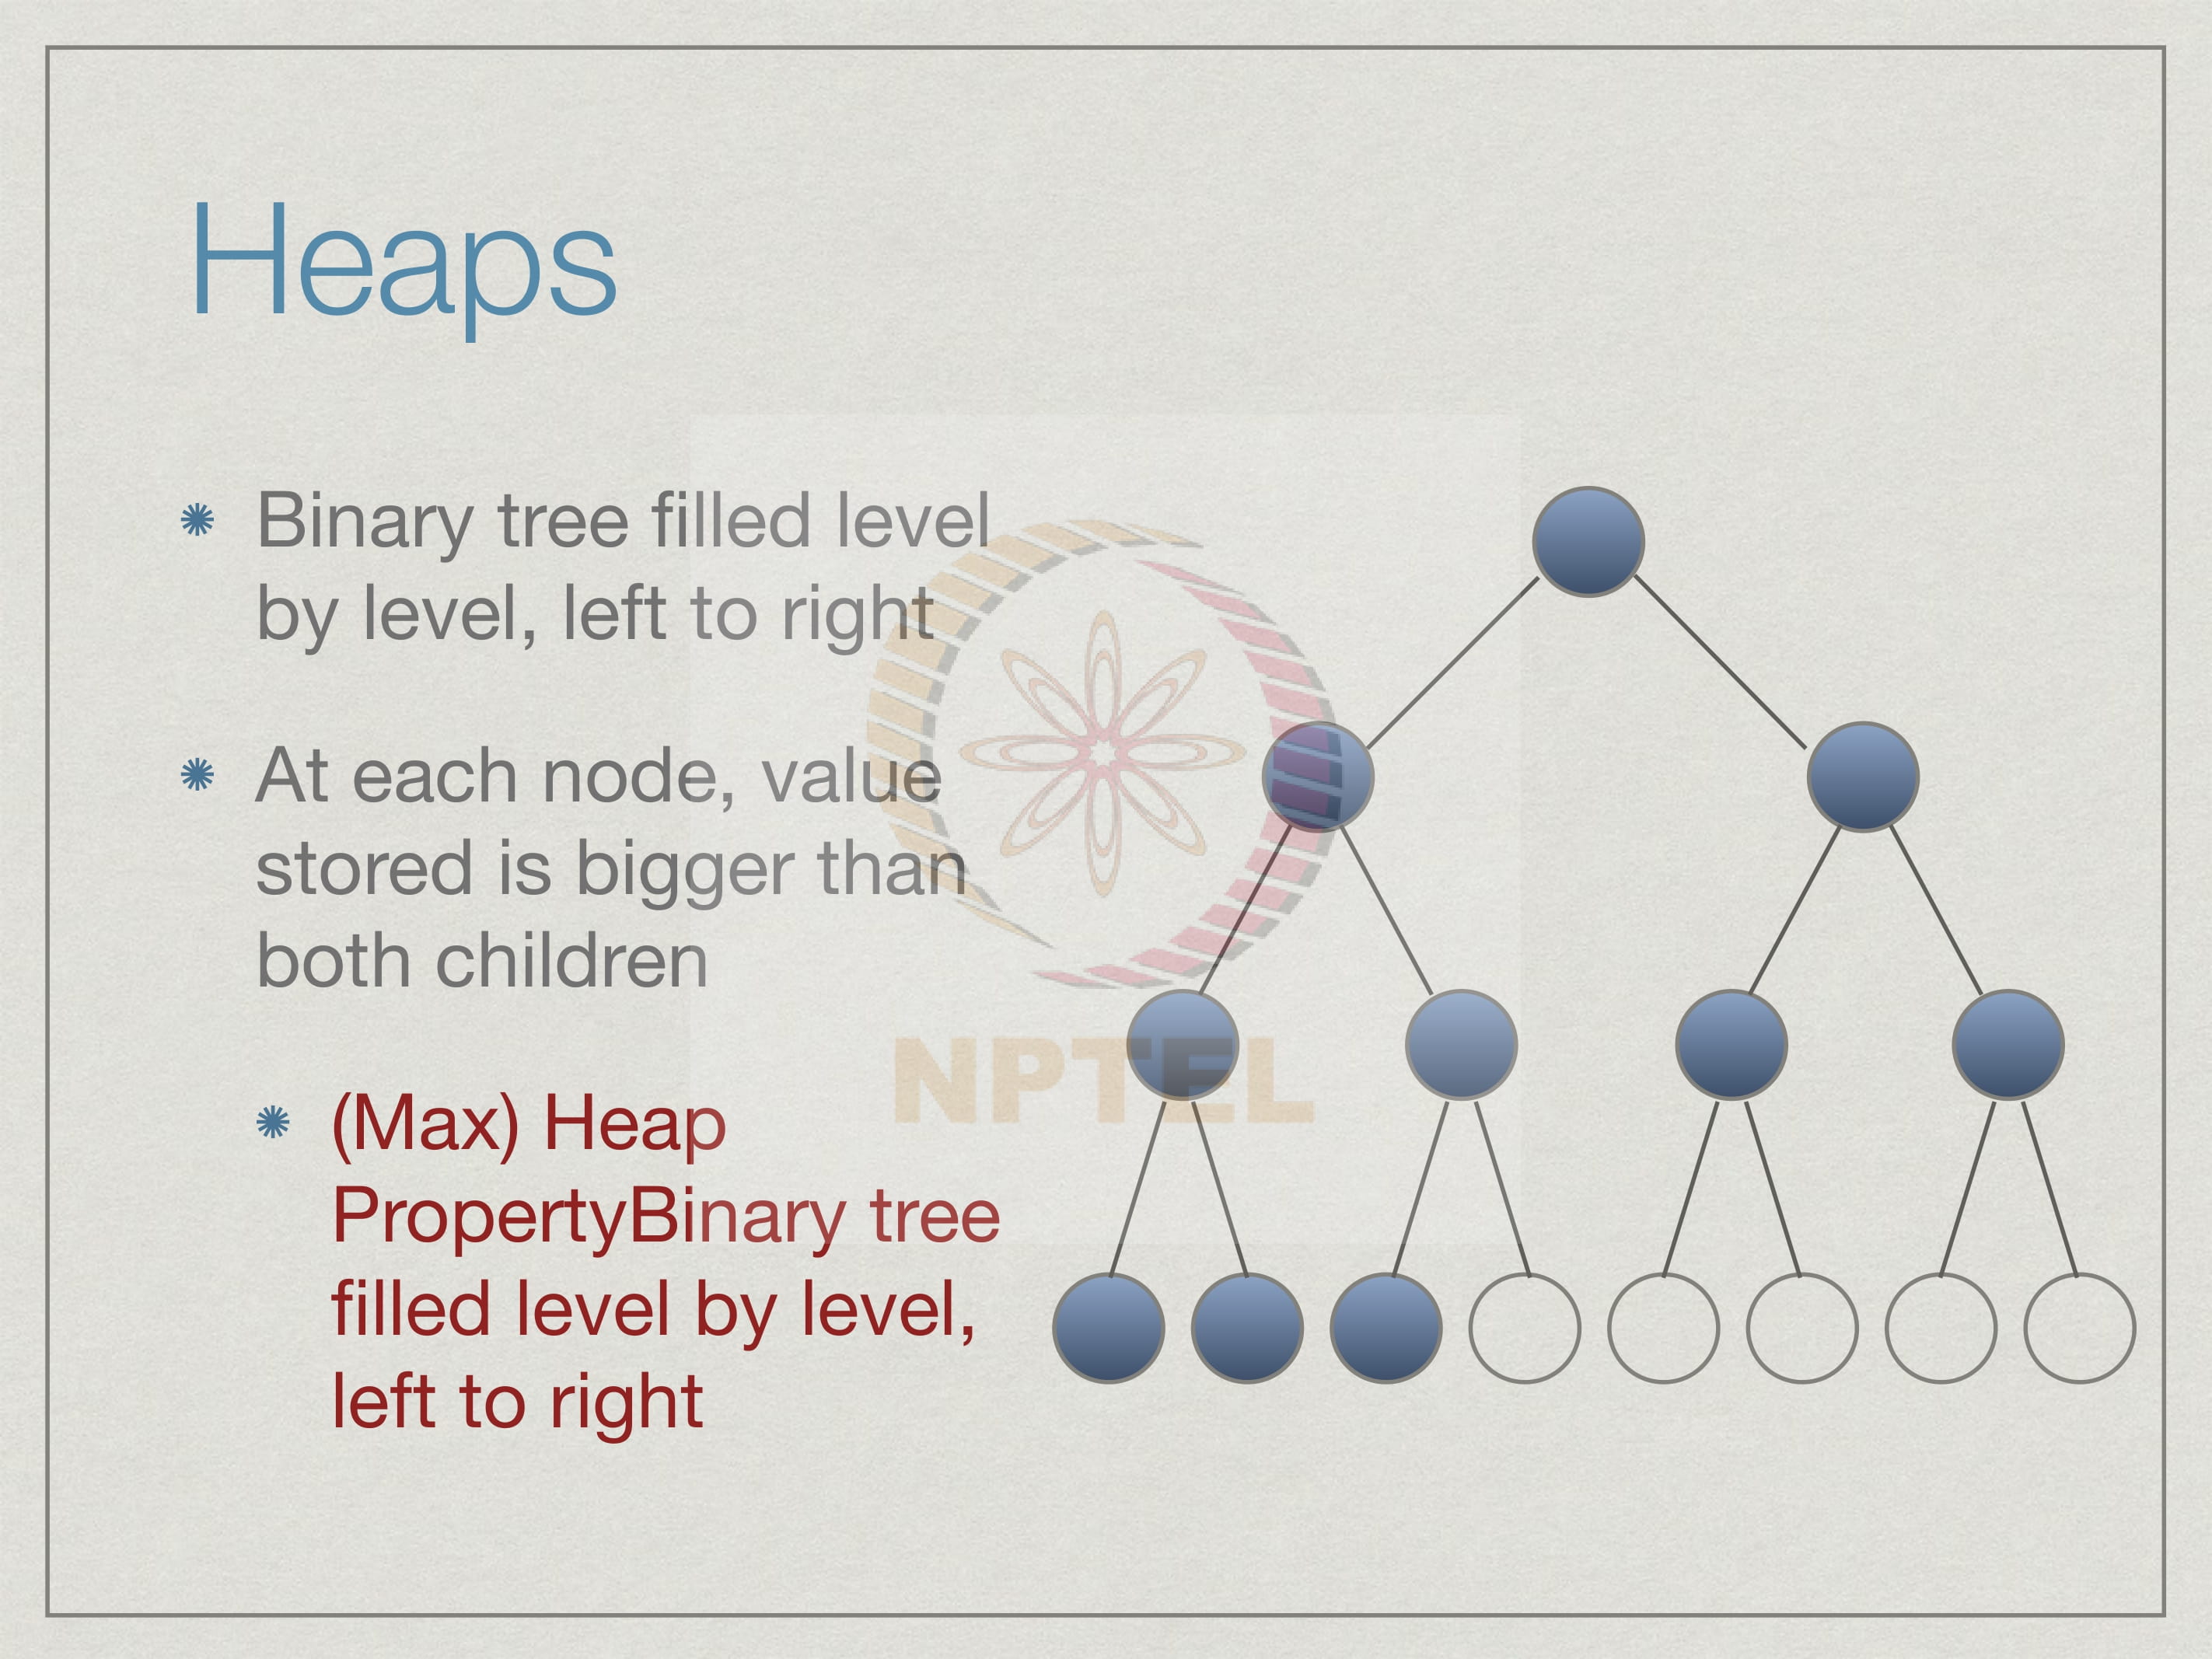 Heaps
Binary tree filled level
by level, left to right
At each node, value
stored is bigger than
both children
(Max) Heap
PropertyBinary tree
filled level by level,
left to right
NPTEL